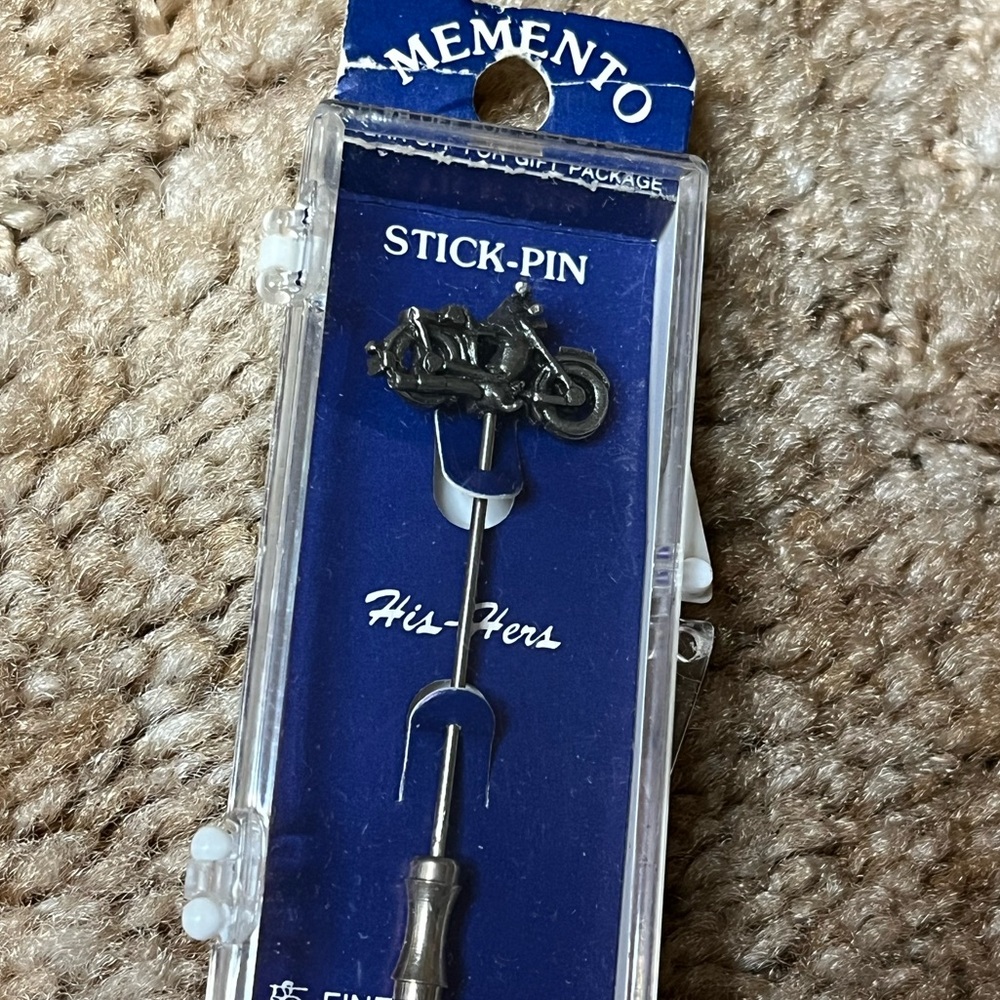 MEMENTO
FOR GIFT PACKAGE
STICK-PIN
His-Hers